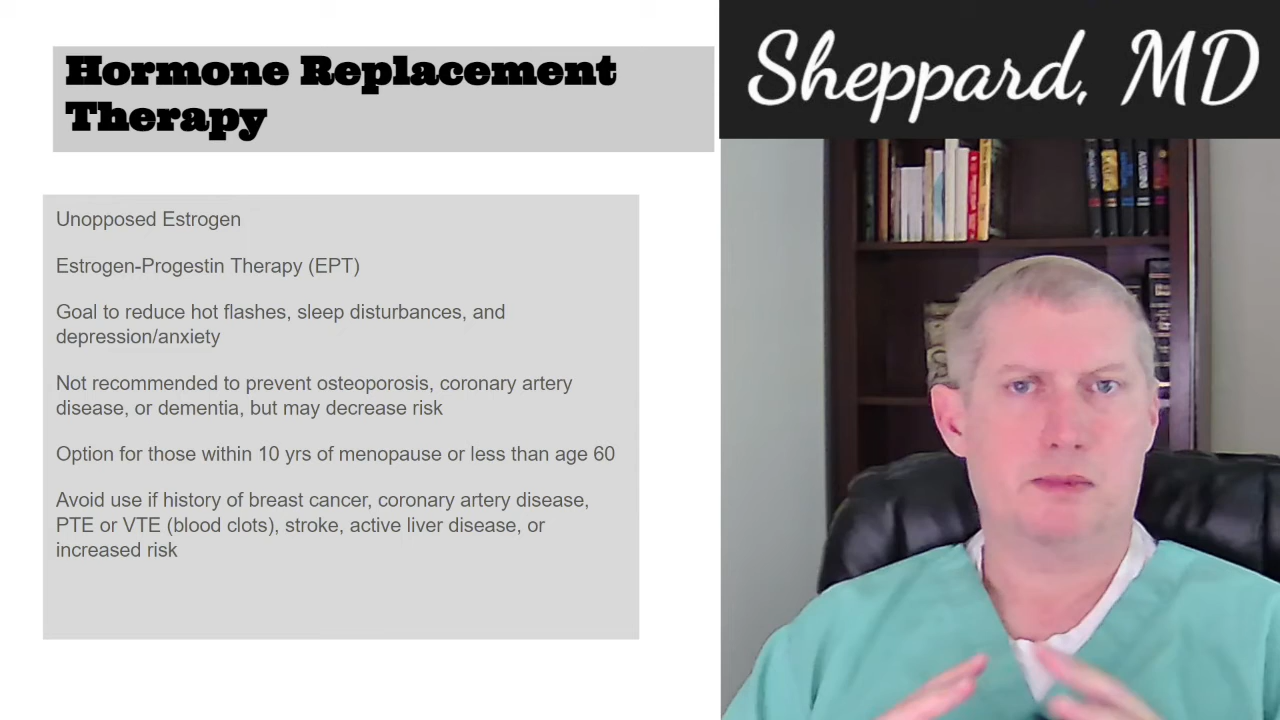 Hormone Replacement
Therapy
Sheppard, MD
Unopposed Estrogen
Estrogen-Progestin Therapy (EPT)
Goal to reduce hot flashes, sleep disturbances, and
depression/anxiety
Not recommended to prevent osteoporosis, coronary artery
disease, or dementia, but may decrease risk
Option for those within 10 yrs of menopause or less than age 60
Avoid use if history of breast cancer, coronary artery disease,
PTE or VTE (blood clots), stroke, active liver disease, or
increased risk